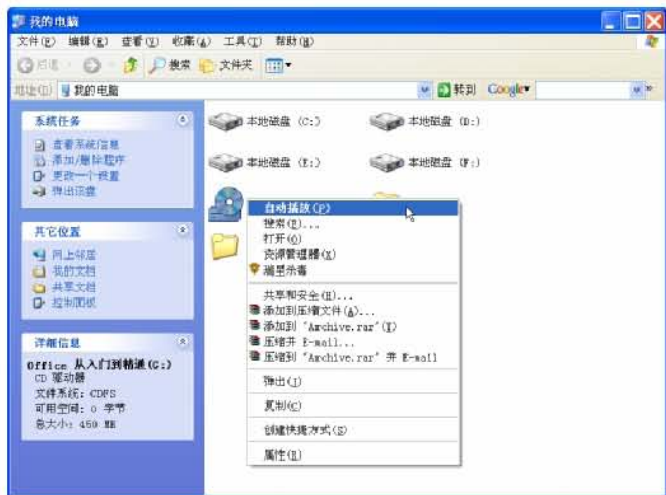 我的电脑
文件(F) 编辑(E) 查看(V) 收藏(A) 工具(T) 帮助(H)
后退 搜索 文件夹
地址(D) 我的电脑 转到 Google
系统任务
查看系统信息
添加/删除程序
更改一个设置
弹出这张
其它位置
网上邻居
我的文档
共享文档
控制面板
详细信息
Office 从入门到精通(G:)
CD 驱动器
文件系统: CDFS
可用空间: 0 字节
总大小: 450 MB
本地磁盘 (C:) 本地磁盘 (D:)
本地磁盘 (E:) 本地磁盘 (F:)
自动播放(P)
搜索(E)...
打开(O)
资源管理器(X)
瑞星杀毒
共享和安全(H)...
添加到压缩文件(A)...
添加到 "Archive.rar"(T)
压缩并 E-mail...
压缩到 "Archive.rar" 并 E-mail
弹出(J)
复制(C)
创建快捷方式(S)
属性(R)